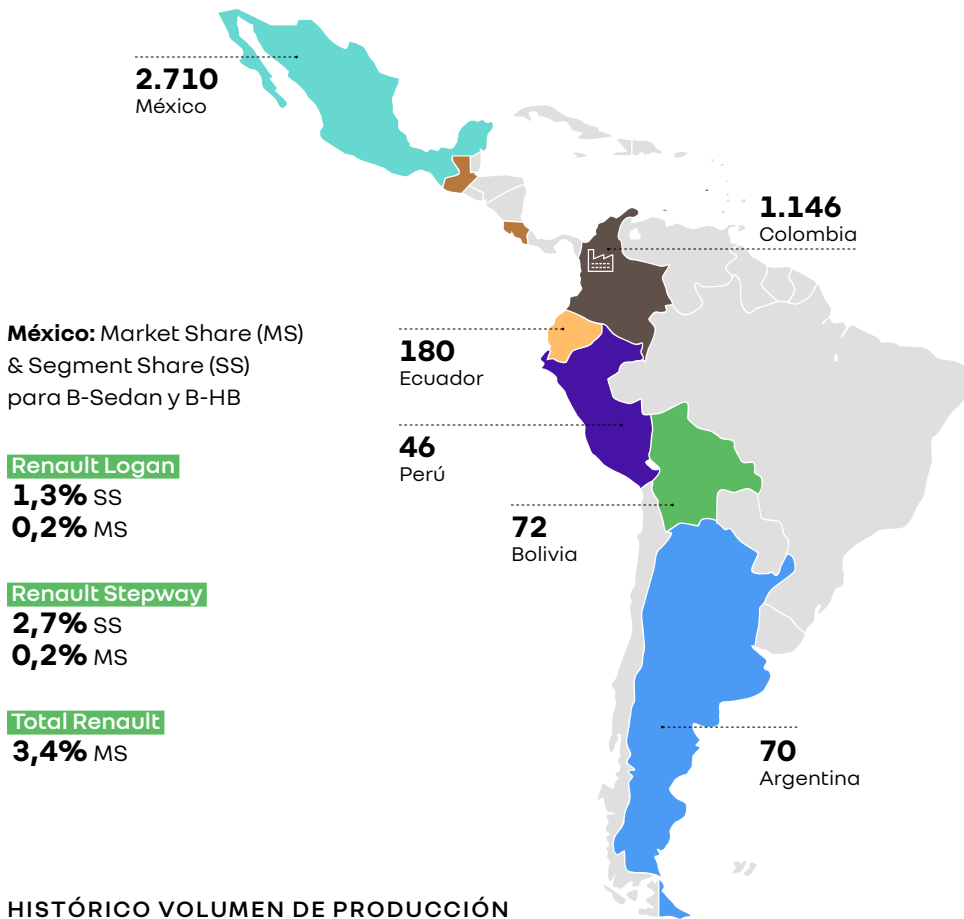 2.710
México
1.146
Colombia
México: Market Share (MS)
& Segment Share (SS)
para B-Sedan y B-HB
180
Ecuador
46
Perú
Renault Logan
1,3% SS
0,2% MS
72
Bolivia
Renault Stepway
2,7% SS
0,2% MS
Total Renault
3,4% MS
70
Argentina
HISTÓRICO VOLUMEN DE PRODUCCIÓN